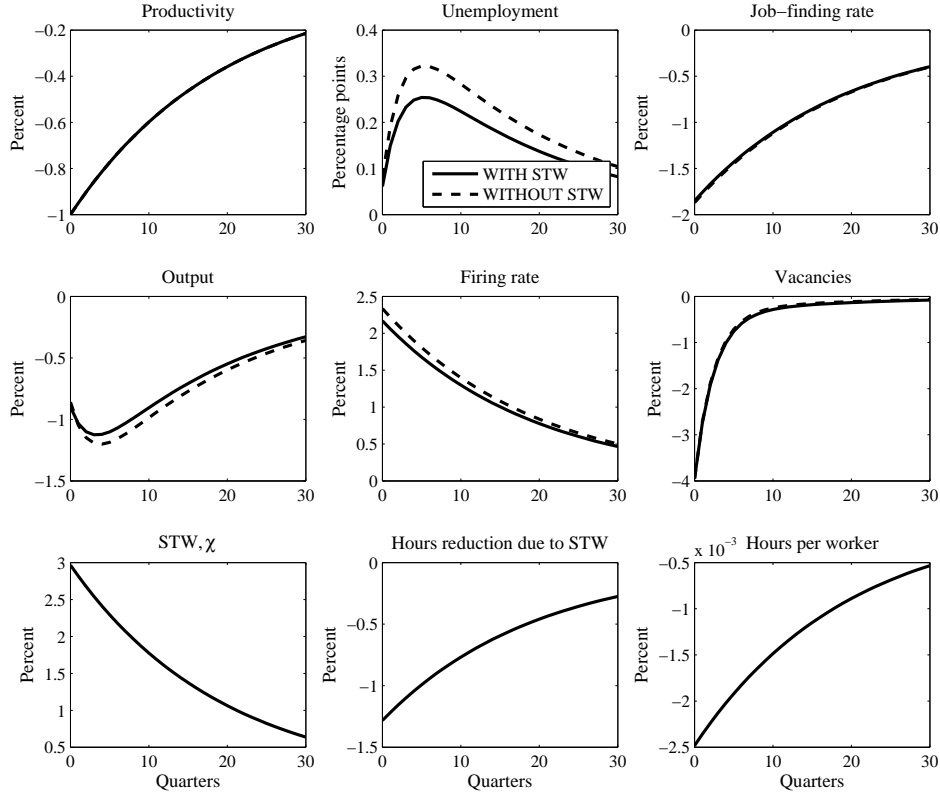 Productivity
Percent
−0.2
−0.4
−0.6
−0.8
−1
0 10 20 30
Unemployment
Percentage points
0.4
0.3
0.2
0.1
0
0 10 20 30
WITH STW
WITHOUT STW
Job−finding rate
Percent
0
−0.5
−1
−1.5
−2
0 10 20 30
Output
Percent
0
−0.5
−1
−1.5
0 10 20 30
Firing rate
Percent
2.5
2
1.5
1
0.5
0
0 10 20 30
Vacancies
Percent
0
−1
−2
−3
−4
0 10 20 30
STW, χ
Percent
3
2.5
2
1.5
1
0.5
0 10 20 30
Quarters
Hours reduction due to STW
Percent
0
−0.5
−1
−1.5
0 10 20 30
Quarters
x 10⁻³ Hours per worker
Percent
−0.5
−1
−1.5
−2
−2.5
0 10 20 30
Quarters